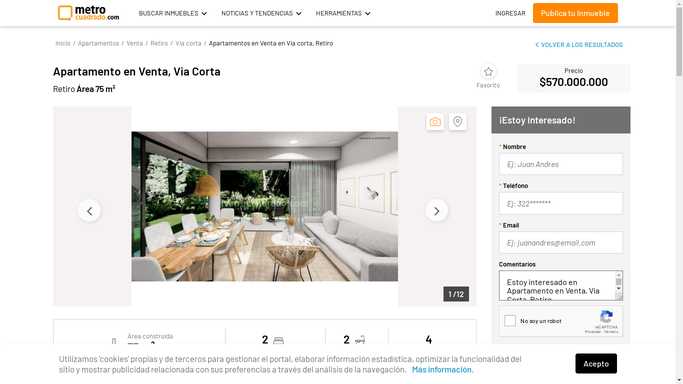 metro
cuadrado.com
BUSCAR INMUEBLES
NOTICIAS Y TENDENCIAS
HERRAMIENTAS
INGRESAR
Publica tu Inmueble
Inicio / Apartamentos / Venta / Retiro / Vía corta / Apartamentos en Venta en Vía corta, Retiro
VOLVER A LOS RESULTADOS
Apartamento en Venta, Via Corta
Retiro Área 75 m²
Favorito
Precio
$570.000.000
1 /12
¡Estoy Interesado!
* Nombre
Ej: Juan Andres
* Teléfono
Ej: 322*******
* Email
Ej: juanandres@email.com
Comentarios
Estoy interesado en
Apartamento en Venta, Via
Corta, Retiro
No soy un robot
reCAPTCHA
Privacidad - Términos
Área construida
2
2
4
Utilizamos 'cookies' propias y de terceros para gestionar el portal, elaborar información estadística, optimizar la funcionalidad del
sitio y mostrar publicidad relacionada con sus preferencias a través del análisis de la navegación. Más información.
Acepto